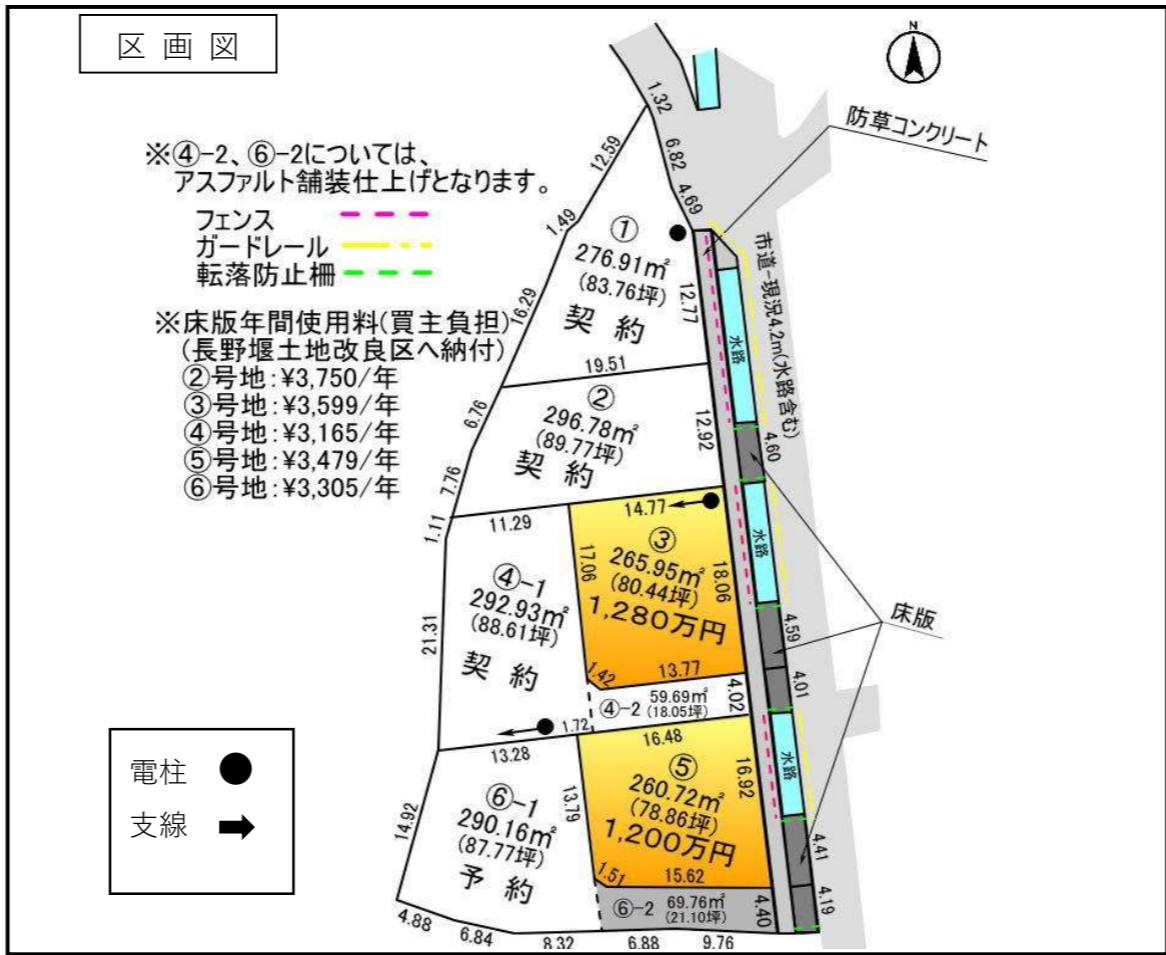 区画図
N
防草コンクリート
※④-2、⑥-2については、
アスファルト舗装仕上げとなります。
フェンス
ガードレール
転落防止柵
※床版年間使用料(買主負担)
(長野堰土地改良区へ納付)
②号地:¥3,750/年
③号地:¥3,599/年
④号地:¥3,165/年
⑤号地:¥3,479/年
⑥号地:¥3,305/年
1.32
6.82
4.69
12.59
1.49
16.29
①
276.91㎡
(83.76坪)
契約
12.77
19.51
市道-現況4.2m(水路含む)
水路
②
296.78㎡
(89.77坪)
契約
12.92
6.76
7.76
4.60
1.11
11.29
14.77
水路
③
265.95㎡
(80.44坪)
1,280万円
17.06
18.06
④-1
292.93㎡
(88.61坪)
契約
21.31
4.59
床版
1.42
13.77
4.01
④-2
59.69㎡
(18.05坪)
4.02
1.72
13.28
16.48
水路
⑤
260.72㎡
(78.86坪)
1,200万円
16.92
13.79
⑥-1
290.16㎡
(87.77坪)
予約
14.92
4.41
1.51
15.62
⑥-2
69.76㎡
(21.10坪)
4.40
4.19
4.88
6.84
8.32
6.88
9.76
電柱
支線